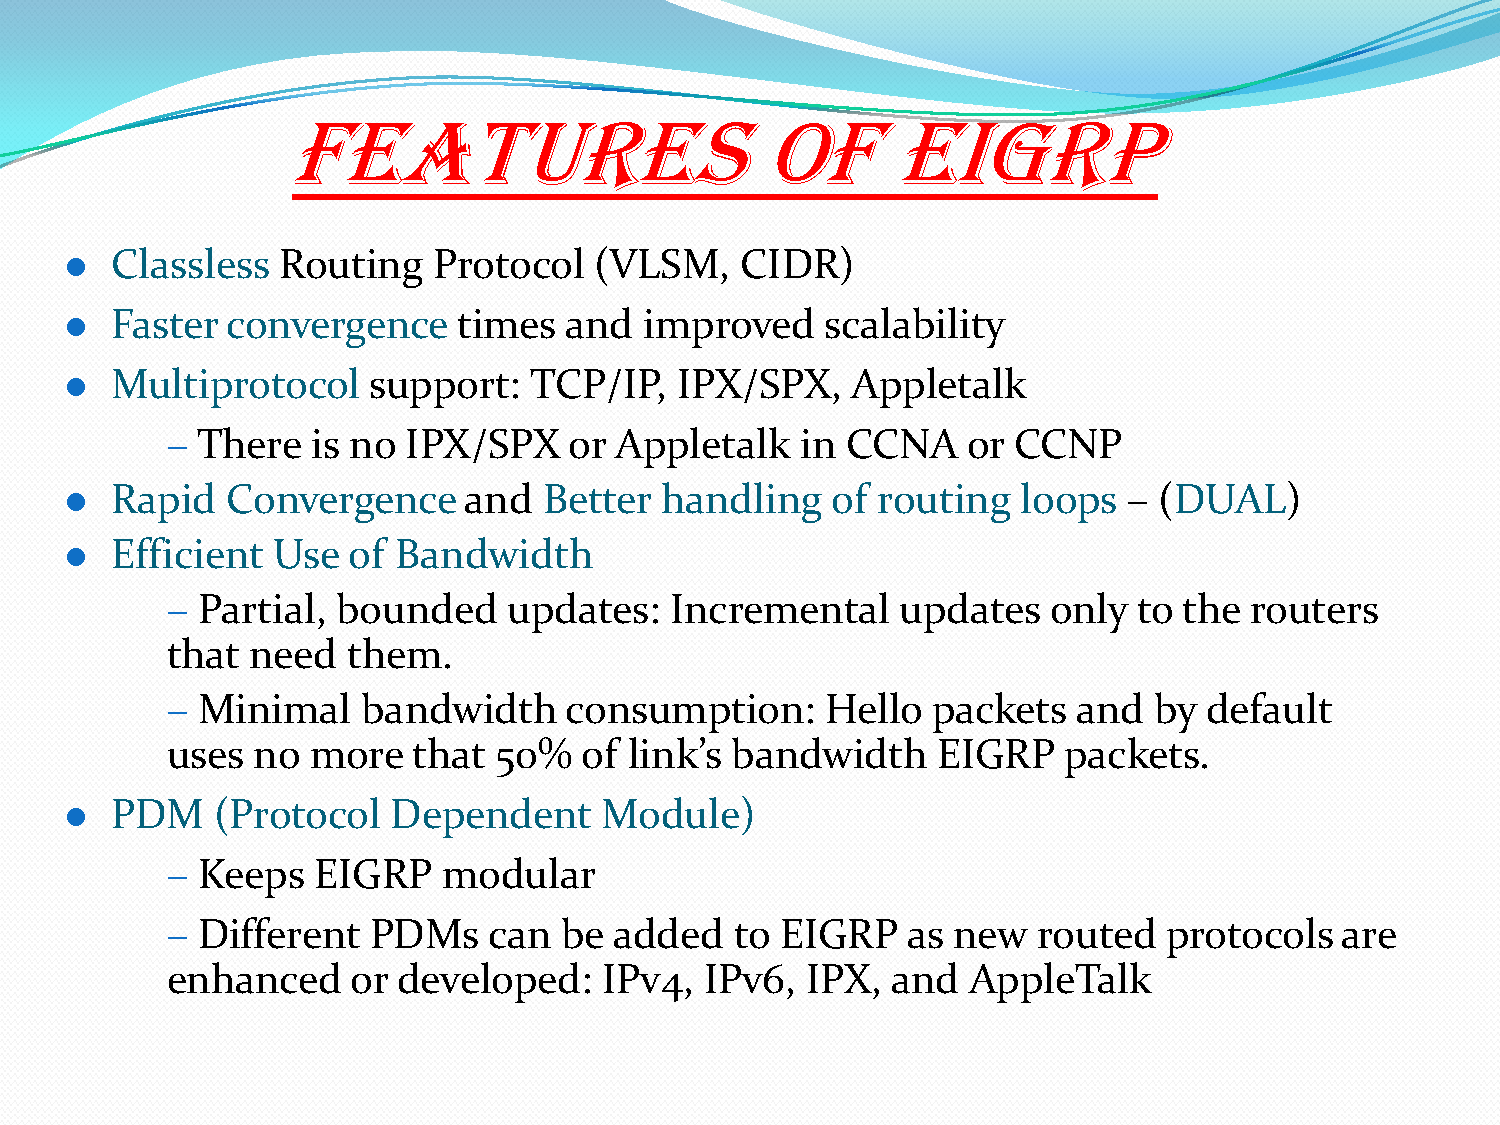 FEATURES OF EIGRP
● Classless Routing Protocol (VLSM, CIDR)
● Faster convergence times and improved scalability
● Multiprotocol support: TCP/IP, IPX/SPX, Appletalk
– There is no IPX/SPX or Appletalk in CCNA or CCNP
● Rapid Convergence and Better handling of routing loops – (DUAL)
● Efficient Use of Bandwidth
– Partial, bounded updates: Incremental updates only to the routers
that need them.
– Minimal bandwidth consumption: Hello packets and by default
uses no more that 50% of link’s bandwidth EIGRP packets.
● PDM (Protocol Dependent Module)
– Keeps EIGRP modular
– Different PDMs can be added to EIGRP as new routed protocols are
enhanced or developed: IPv4, IPv6, IPX, and AppleTalk